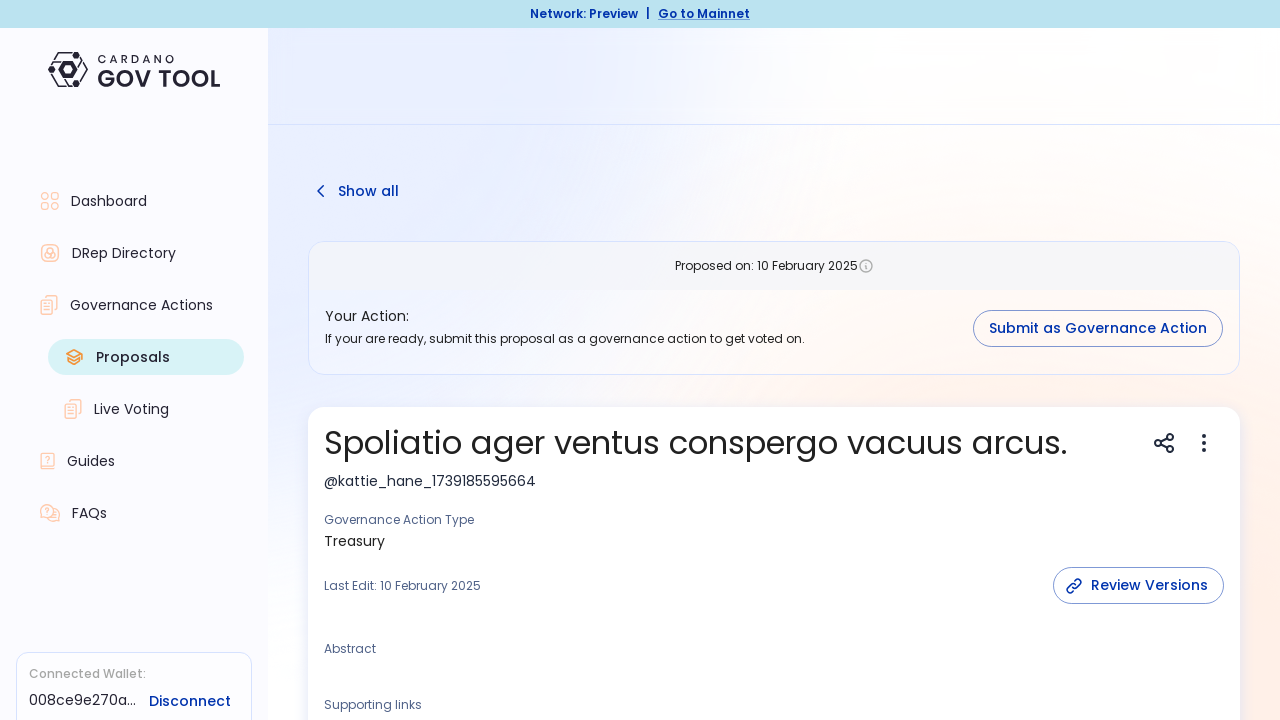 Network: Preview | Go to Mainnet
CARDANO
GOV TOOL
Dashboard
DRep Directory
Governance Actions
Proposals
Live Voting
Guides
FAQs
Connected Wallet:
008ce9e270a... Disconnect
Show all
Proposed on: 10 February 2025
Your Action:
If your are ready, submit this proposal as a governance action to get voted on.
Submit as Governance Action
Spoliatio ager ventus conspergo vacuus arcus.
@kattie_hane_1739185595664
Governance Action Type
Treasury
Last Edit: 10 February 2025
Review Versions
Abstract
Supporting links